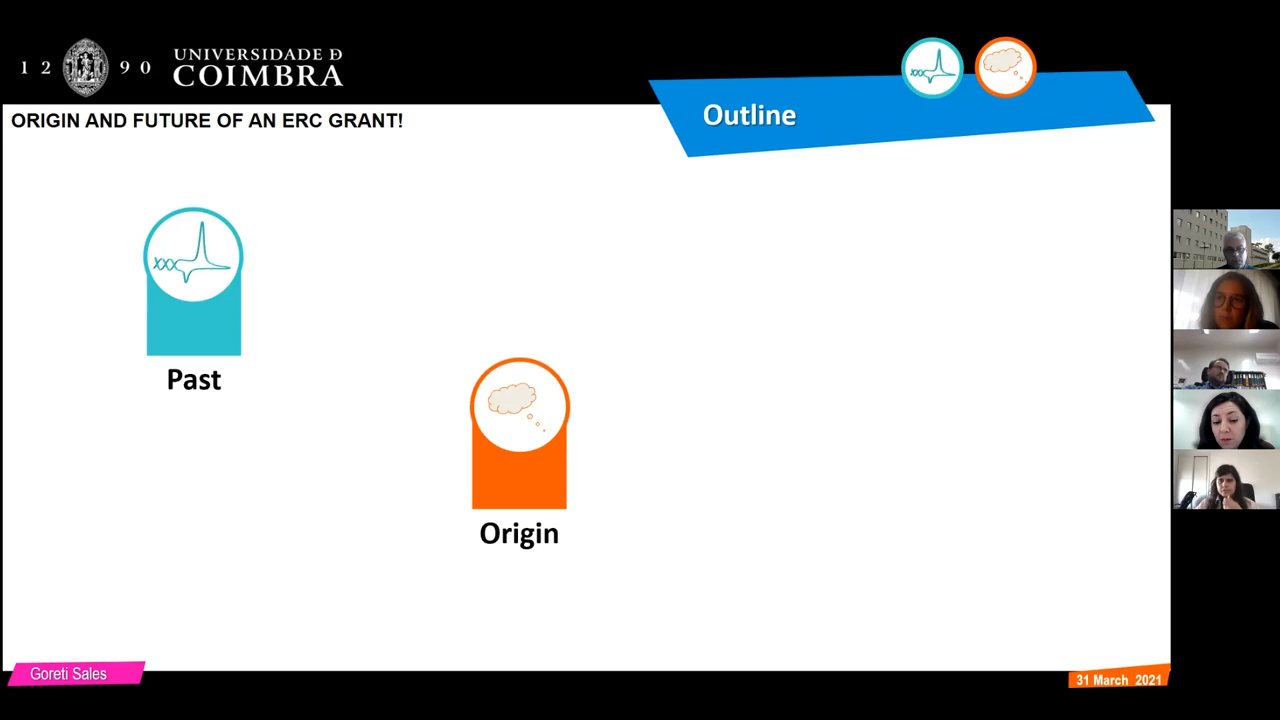 1 2 9 0
UNIVERSIDADE Ð
COIMBRA
ORIGIN AND FUTURE OF AN ERC GRANT!
Outline
Past
Origin
Goreti Sales
31 March 2021